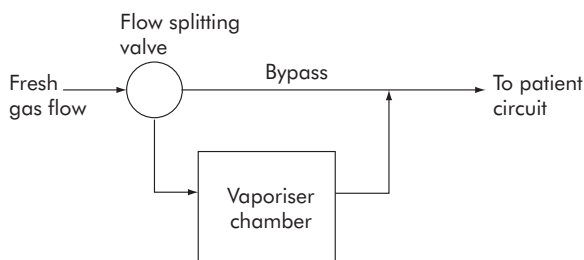 Flow splitting
valve
Fresh
gas flow
Bypass
To patient
circuit
Vaporiser
chamber